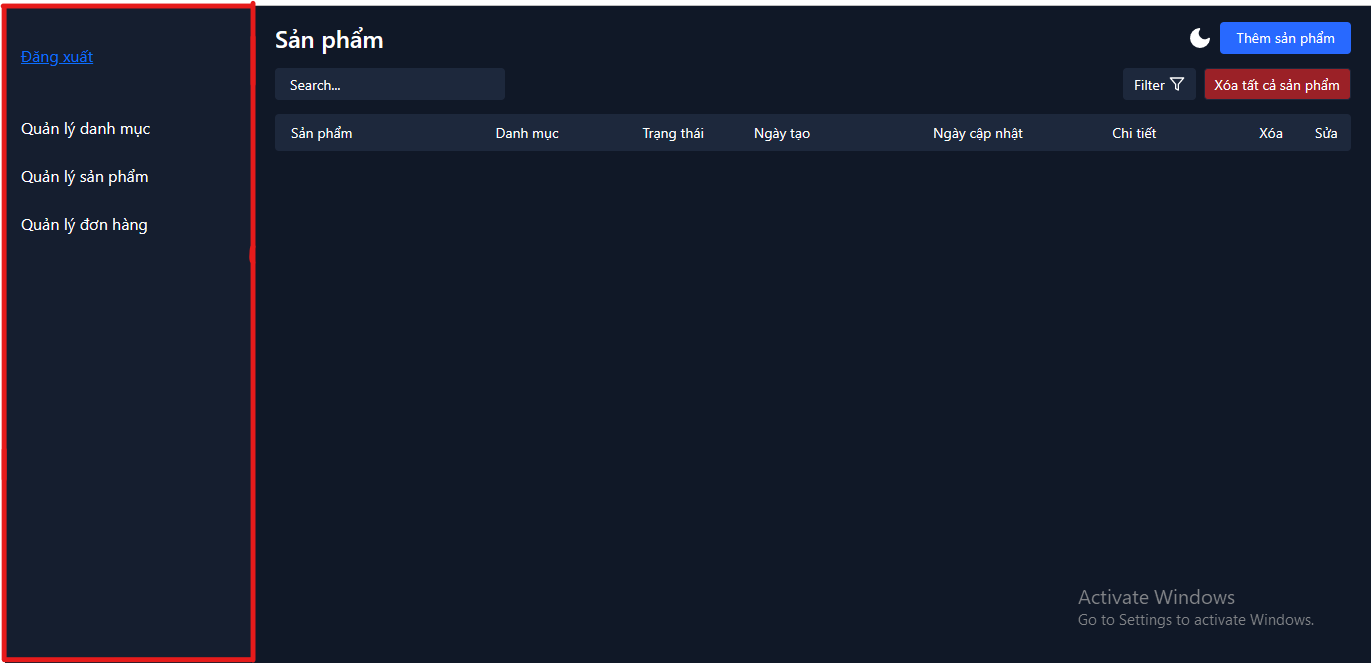 Đăng xuất
Quản lý danh mục
Quản lý sản phẩm
Quản lý đơn hàng
Sản phẩm
Thêm sản phẩm
Search...
Filter
Xóa tất cả sản phẩm
Sản phẩm Danh mục Trạng thái Ngày tạo Ngày cập nhật Chi tiết Xóa Sửa
Activate Windows
Go to Settings to activate Windows.